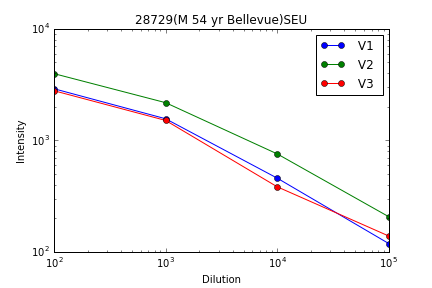 28729(M 54 yr Bellevue)SEU
10^4
10^3
10^2
Intensity
V1
V2
V3
10^2 10^3 10^4 10^5
Dilution